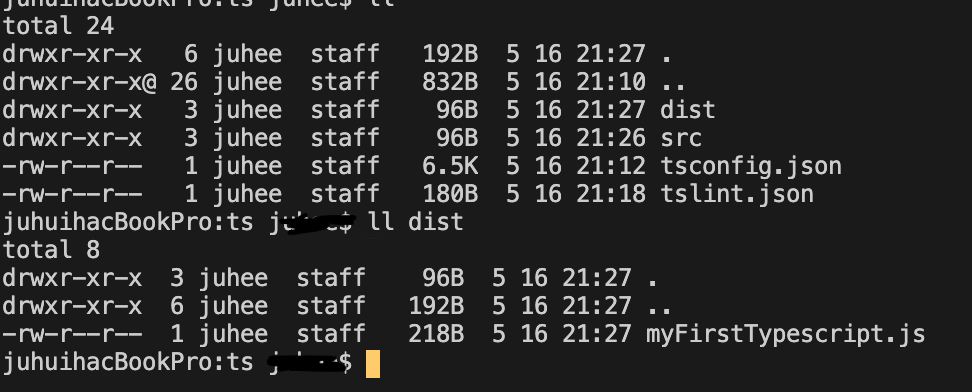 juhee$ ll
total 24
drwxr-xr-x   6 juhee  staff   192B  5 16 21:27 .
drwxr-xr-x@ 26 juhee  staff   832B  5 16 21:10 ..
drwxr-xr-x   3 juhee  staff    96B  5 16 21:27 dist
drwxr-xr-x   3 juhee  staff    96B  5 16 21:26 src
-rw-r--r--   1 juhee  staff   6.5K  5 16 21:12 tsconfig.json
-rw-r--r--   1 juhee  staff   180B  5 16 21:18 tslint.json
juhuihacBookPro:ts $ ll dist
total 8
drwxr-xr-x  3 juhee  staff    96B  5 16 21:27 .
drwxr-xr-x  6 juhee  staff   192B  5 16 21:27 ..
-rw-r--r--  1 juhee  staff   218B  5 16 21:27 myFirstTypescript.js
juhuihacBookPro:ts $